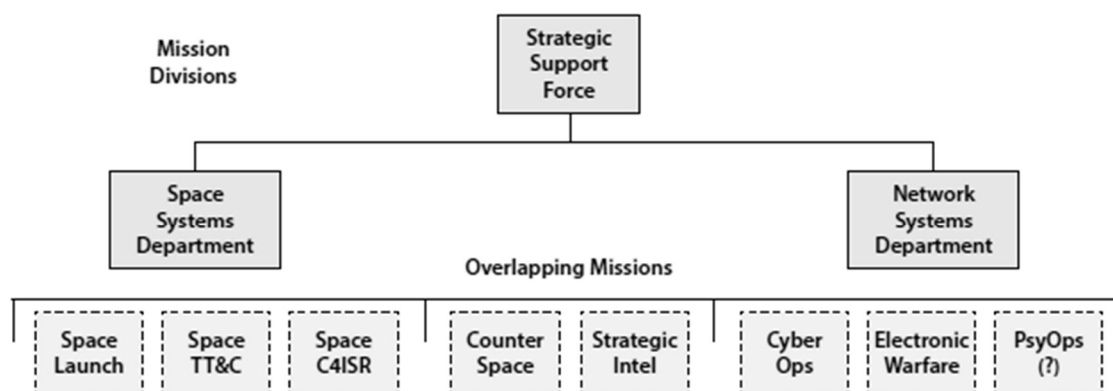 Mission
Divisions
Strategic
Support
Force
Space
Systems
Department
Network
Systems
Department
Overlapping Missions
Space
Launch
Space
TT&C
Space
C4ISR
Counter
Space
Strategic
Intel
Cyber
Ops
Electronic
Warfare
PsyOps
(?)